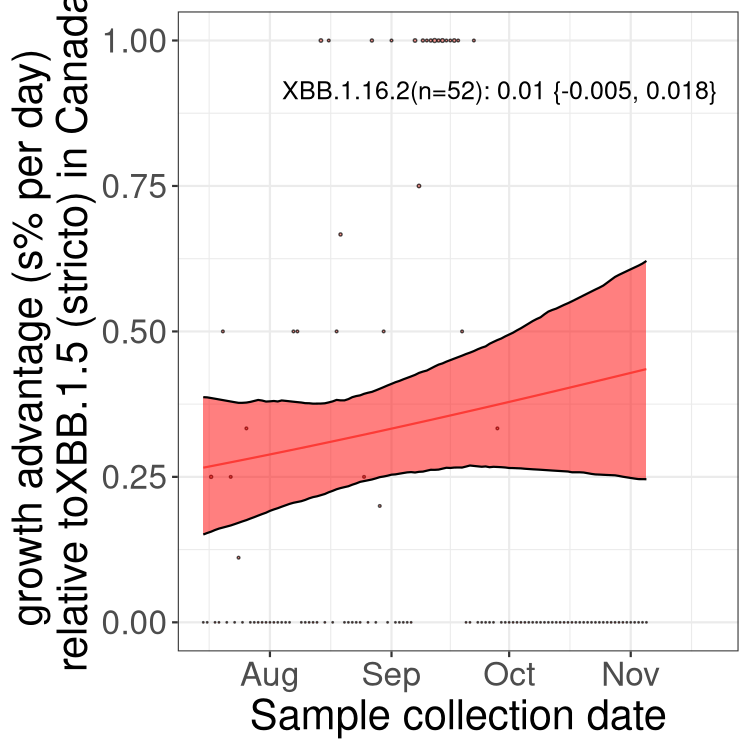 growth advantage (s% per day)
relative toXBB.1.5 (stricto) in Canada
1.00
XBB.1.16.2(n=52): 0.01 {-0.005, 0.018}
0.75
0.50
0.25
0.00
Aug Sep Oct Nov
Sample collection date